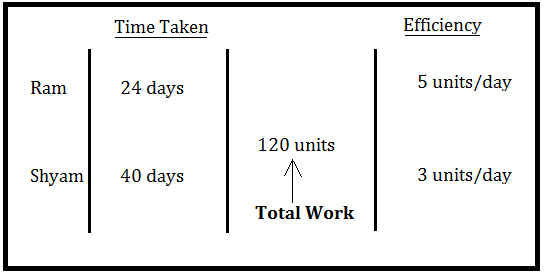 Time Taken
Efficiency
Ram
24 days
5 units/day
120 units
Shyam
40 days
3 units/day
Total Work